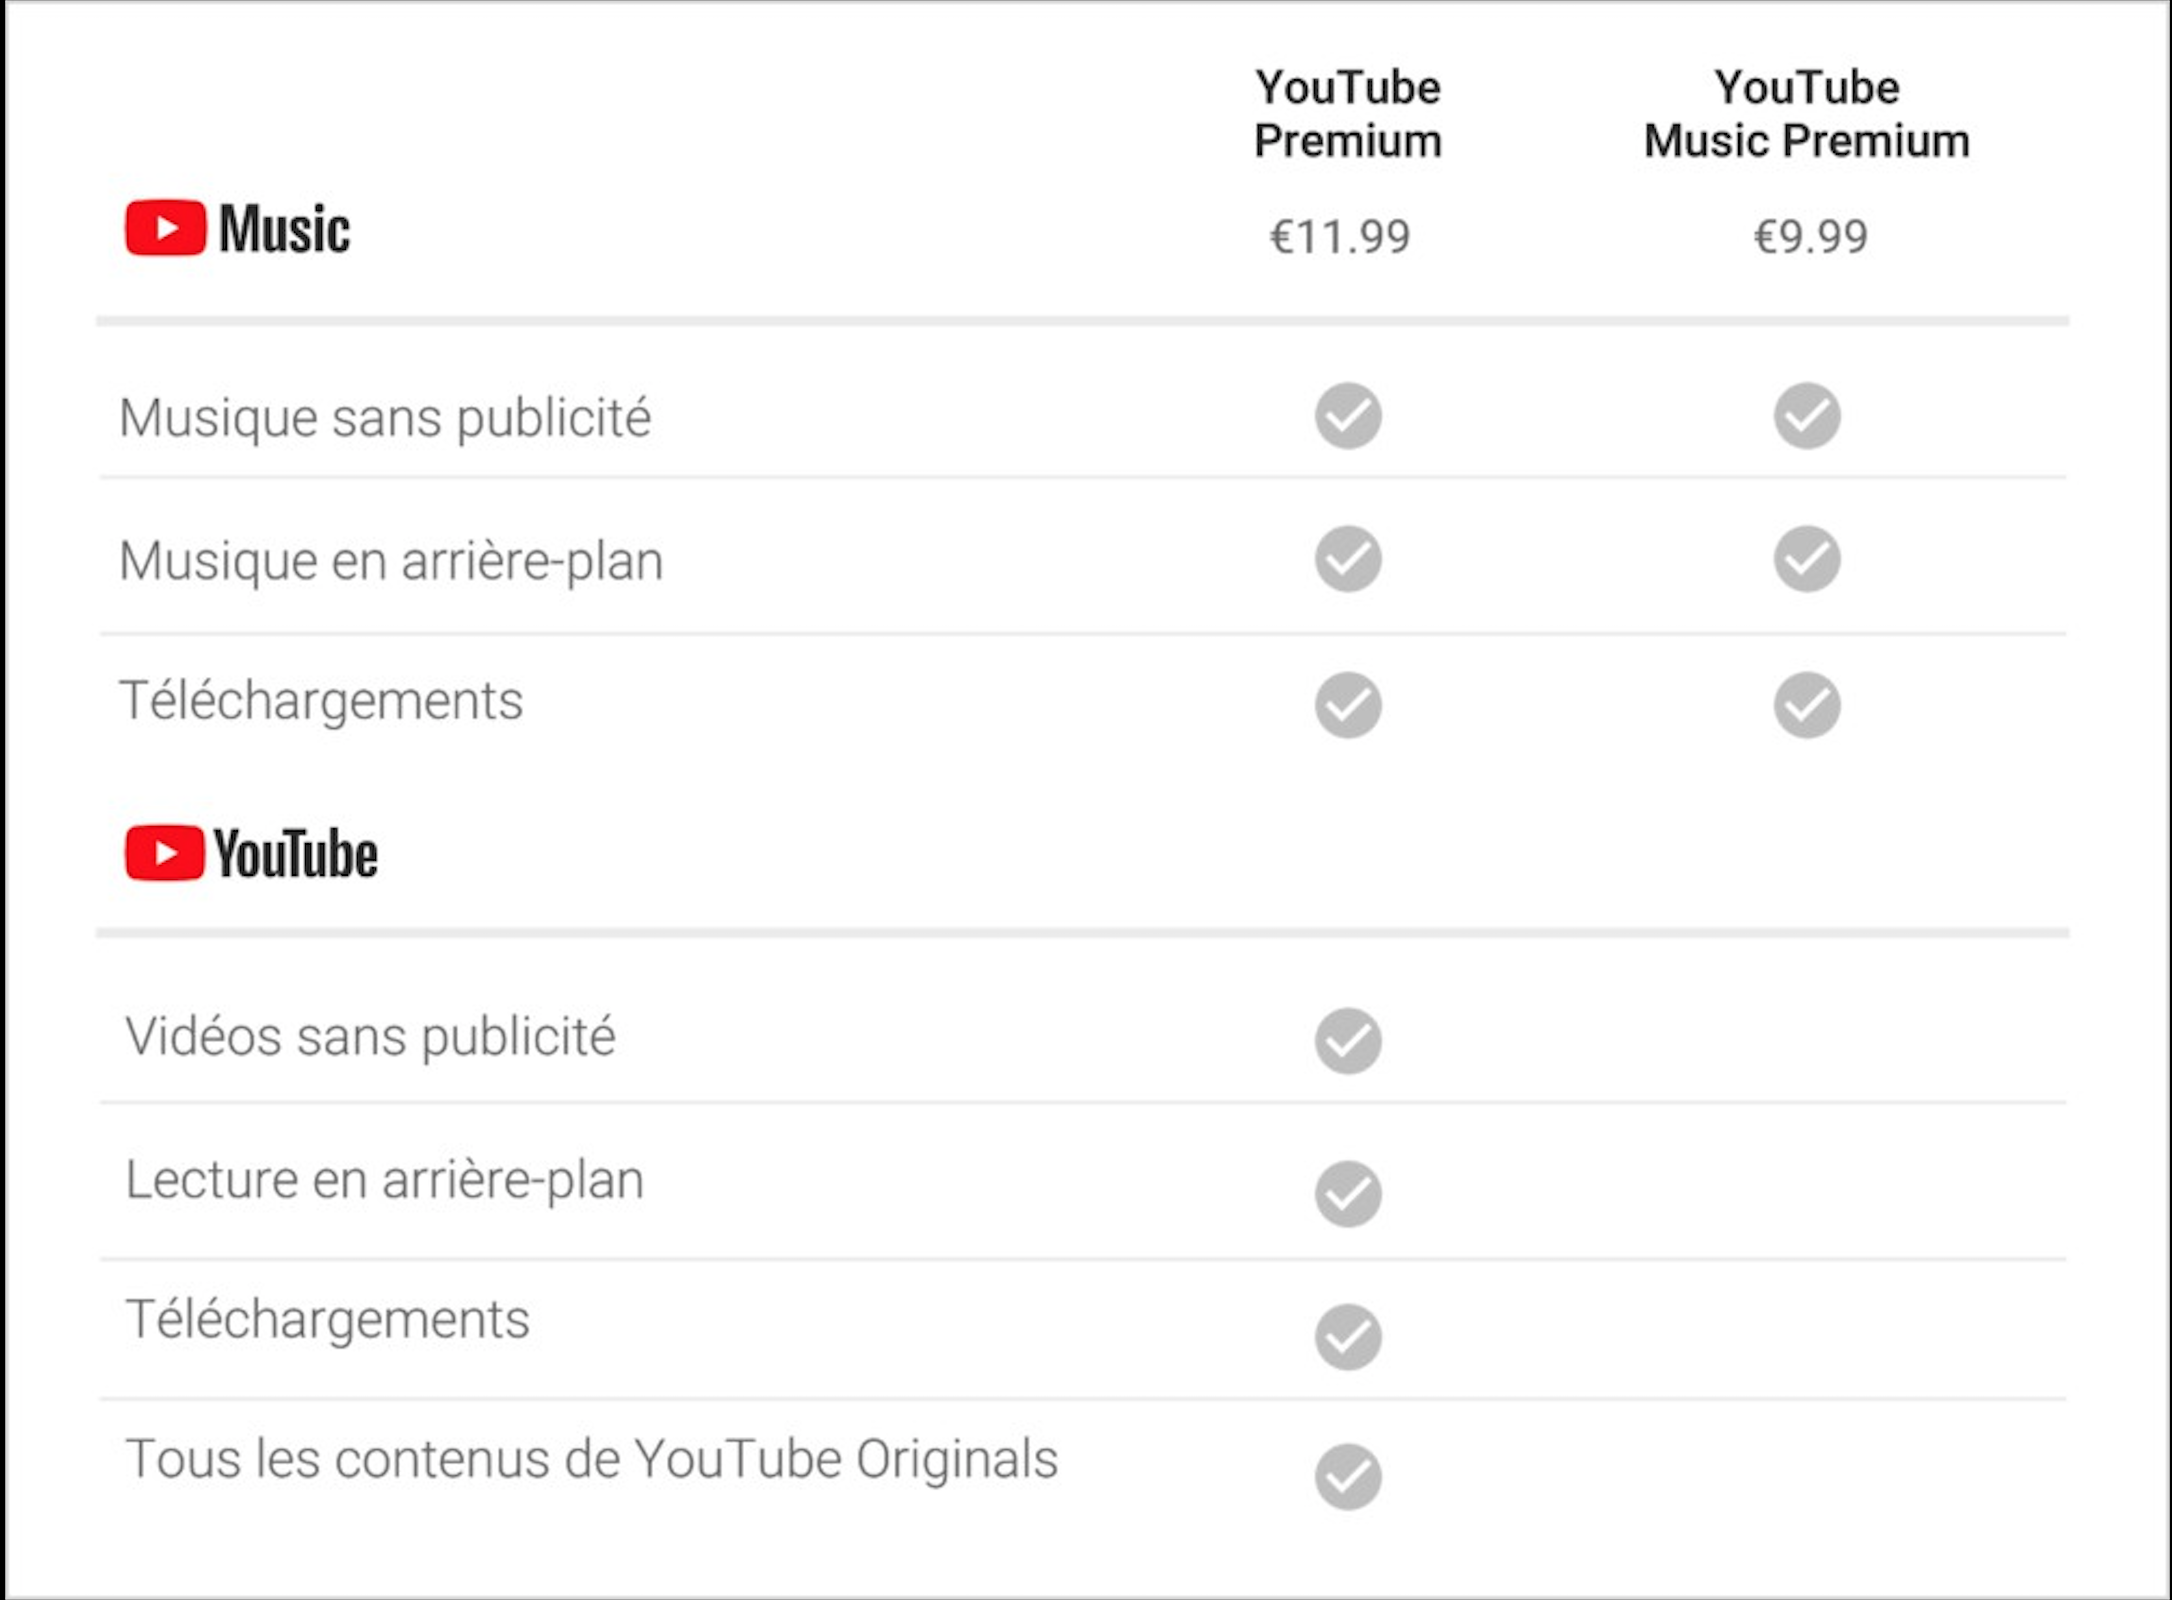 YouTube
Premium
YouTube
Music Premium
Music
€11.99
€9.99
Musique sans publicité
Musique en arrière-plan
Téléchargements
YouTube
Vidéos sans publicité
Lecture en arrière-plan
Téléchargements
Tous les contenus de YouTube Originals